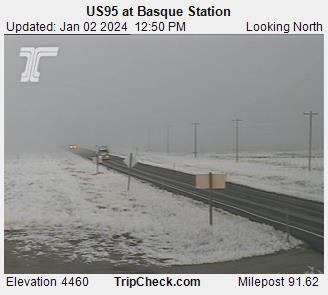 US95 at Basque Station
Updated: Jan 02 2024 12:50 PM Looking North
Elevation 4460 TripCheck.com Milepost 91.62